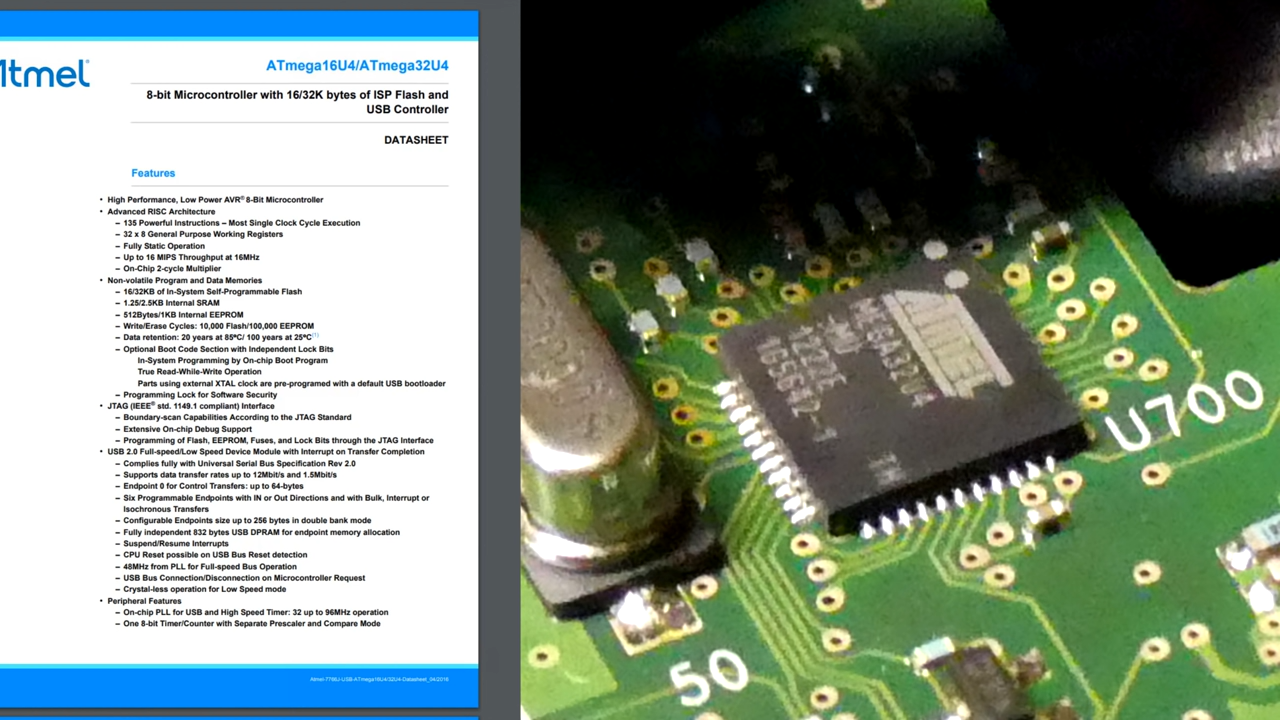 Atmel
ATmega16U4/ATmega32U4
8-bit Microcontroller with 16/32K bytes of ISP Flash and
USB Controller
DATASHEET
Features
• High Performance, Low Power AVR® 8-Bit Microcontroller
• Advanced RISC Architecture
– 135 Powerful Instructions – Most Single Clock Cycle Execution
– 32 x 8 General Purpose Working Registers
– Fully Static Operation
– Up to 16 MIPS Throughput at 16MHz
– On-Chip 2-cycle Multiplier
• Non-volatile Program and Data Memories
– 16/32KB of In-System Self-Programmable Flash
– 1.25/2.5KB Internal SRAM
– 512Bytes/1KB Internal EEPROM
– Write/Erase Cycles: 10,000 Flash/100,000 EEPROM
– Data retention: 20 years at 85°C/ 100 years at 25°C(1)
– Optional Boot Code Section with Independent Lock Bits
In-System Programming by On-chip Boot Program
True Read-While-Write Operation
Parts using external XTAL clock are pre-programed with a default USB bootloader
– Programming Lock for Software Security
• JTAG (IEEE® std. 1149.1 compliant) Interface
– Boundary-scan Capabilities According to the JTAG Standard
– Extensive On-chip Debug Support
– Programming of Flash, EEPROM, Fuses, and Lock Bits through the JTAG Interface
• USB 2.0 Full-speed/Low Speed Device Module with Interrupt on Transfer Completion
– Complies fully with Universal Serial Bus Specification Rev 2.0
– Supports data transfer rates up to 12Mbit/s and 1.5Mbit/s
– Endpoint 0 for Control Transfers: up to 64-bytes
– Six Programmable Endpoints with IN or Out Directions and with Bulk, Interrupt or
Isochronous Transfers
– Configurable Endpoints size up to 256 bytes in double bank mode
– Fully independent 832 bytes USB DPRAM for endpoint memory allocation
– Suspend/Resume Interrupts
– CPU Reset possible on USB Bus Reset detection
– 48MHz from PLL for Full-speed Bus Operation
– USB Bus Connection/Disconnection on Microcontroller Request
– Crystal-less operation for Low Speed mode
• Peripheral Features
– On-chip PLL for USB and High Speed Timer: 32 up to 96MHz operation
– One 8-bit Timer/Counter with Separate Prescaler and Compare Mode
Atmel-7766J-USB-ATmega16U4/32U4-Datasheet_04/2016
U700
50